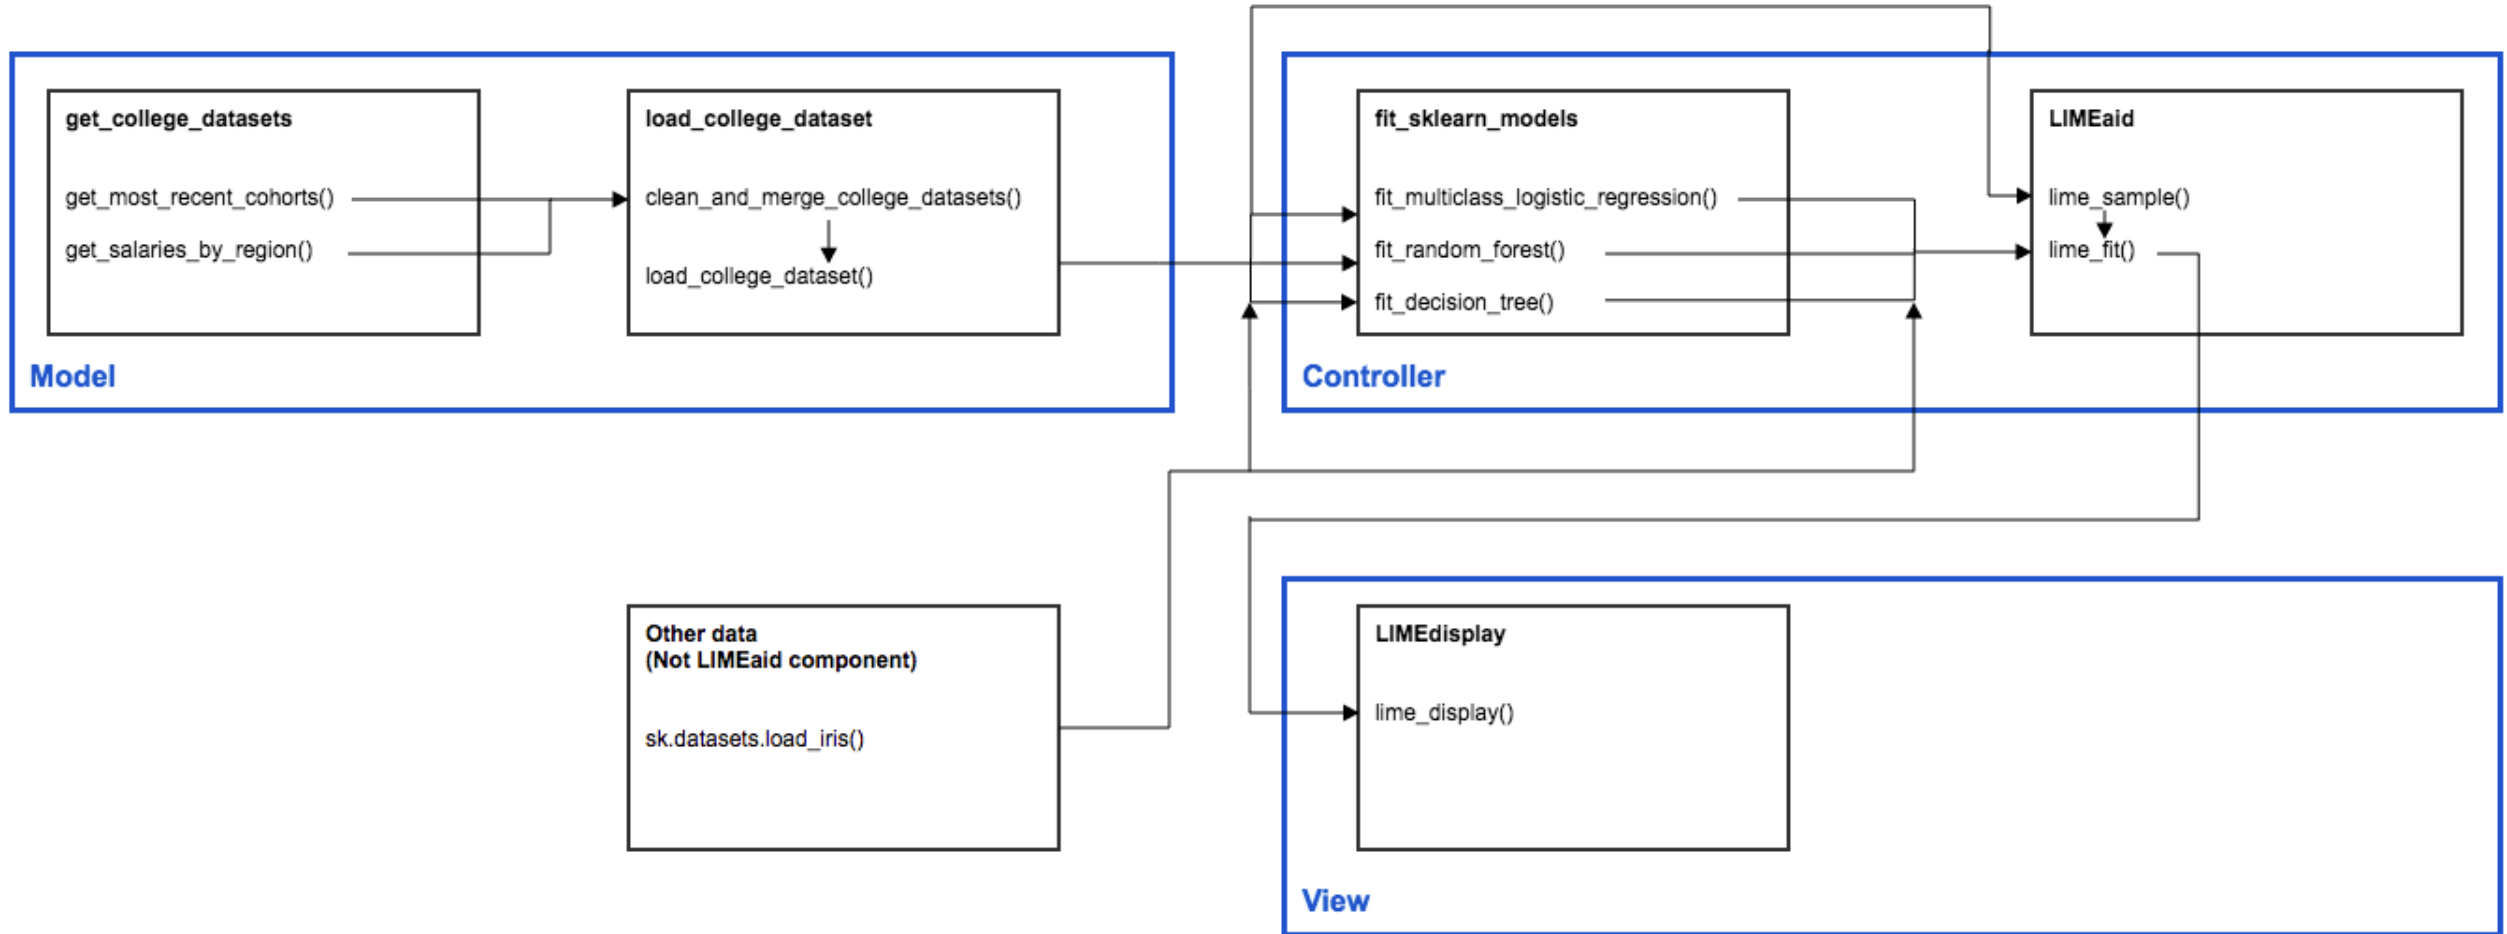 get_college_datasets
get_most_recent_cohorts()
get_salaries_by_region()
load_college_dataset
clean_and_merge_college_datasets()
load_college_dataset()
Model
fit_sklearn_models
fit_multiclass_logistic_regression()
fit_random_forest()
fit_decision_tree()
LIMEaid
lime_sample()
lime_fit()
Controller
Other data
(Not LIMEaid component)
sk.datasets.load_iris()
LIMEdisplay
lime_display()
View